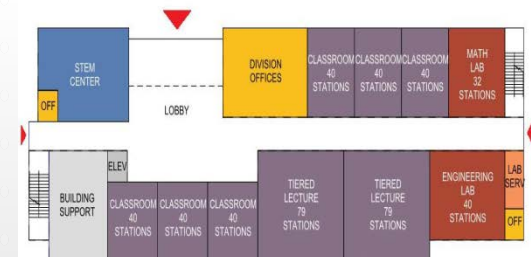 STEM
CENTER
OFF
LOBBY
DIVISION
OFFICES
CLASSROOM
40
STATIONS
CLASSROOM
40
STATIONS
CLASSROOM
40
STATIONS
MATH
LAB
32
STATIONS
BUILDING
SUPPORT
ELEV
CLASSROOM
40
STATIONS
CLASSROOM
40
STATIONS
CLASSROOM
40
STATIONS
TIERED
LECTURE
79
STATIONS
TIERED
LECTURE
79
STATIONS
ENGINEERING
LAB
40
STATIONS
LAB
SERV
OFF